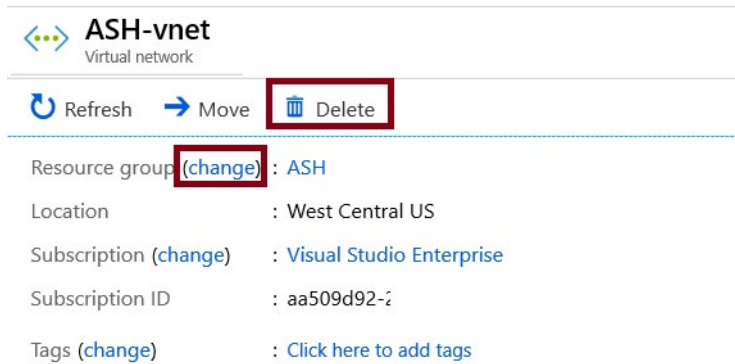 ASH-vnet
Virtual network
Refresh Move Delete
Resource group (change) : ASH
Location : West Central US
Subscription (change) : Visual Studio Enterprise
Subscription ID : aa509d92-
Tags (change) : Click here to add tags